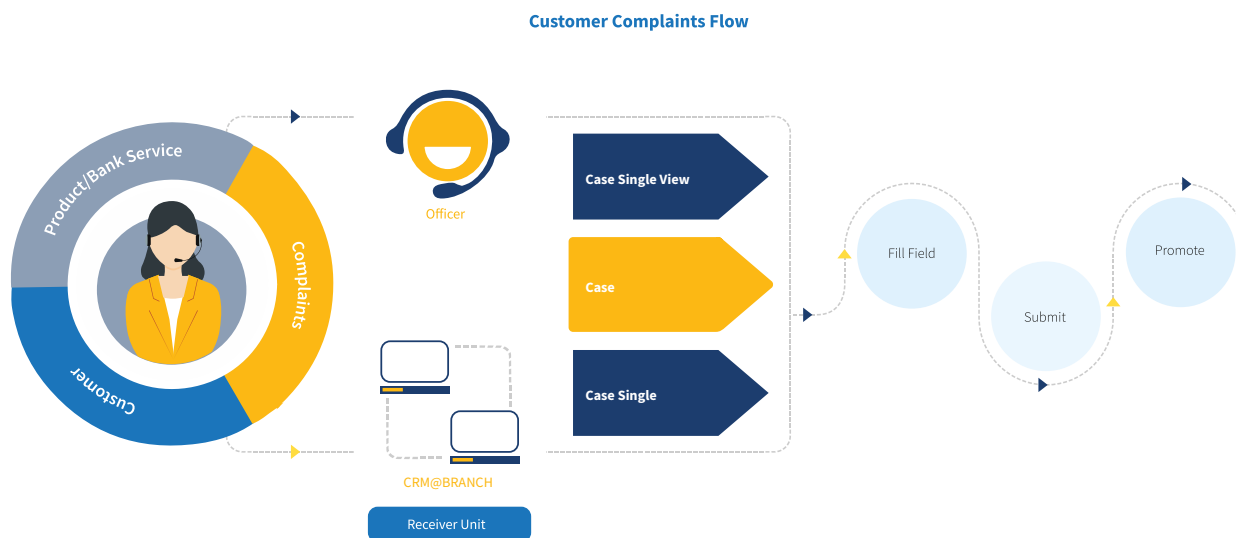 Customer Complaints Flow
Product/Bank Service
Complaints
Customer
Officer
CRM@BRANCH
Receiver Unit
Case Single View
Case
Case Single
Fill Field
Submit
Promote